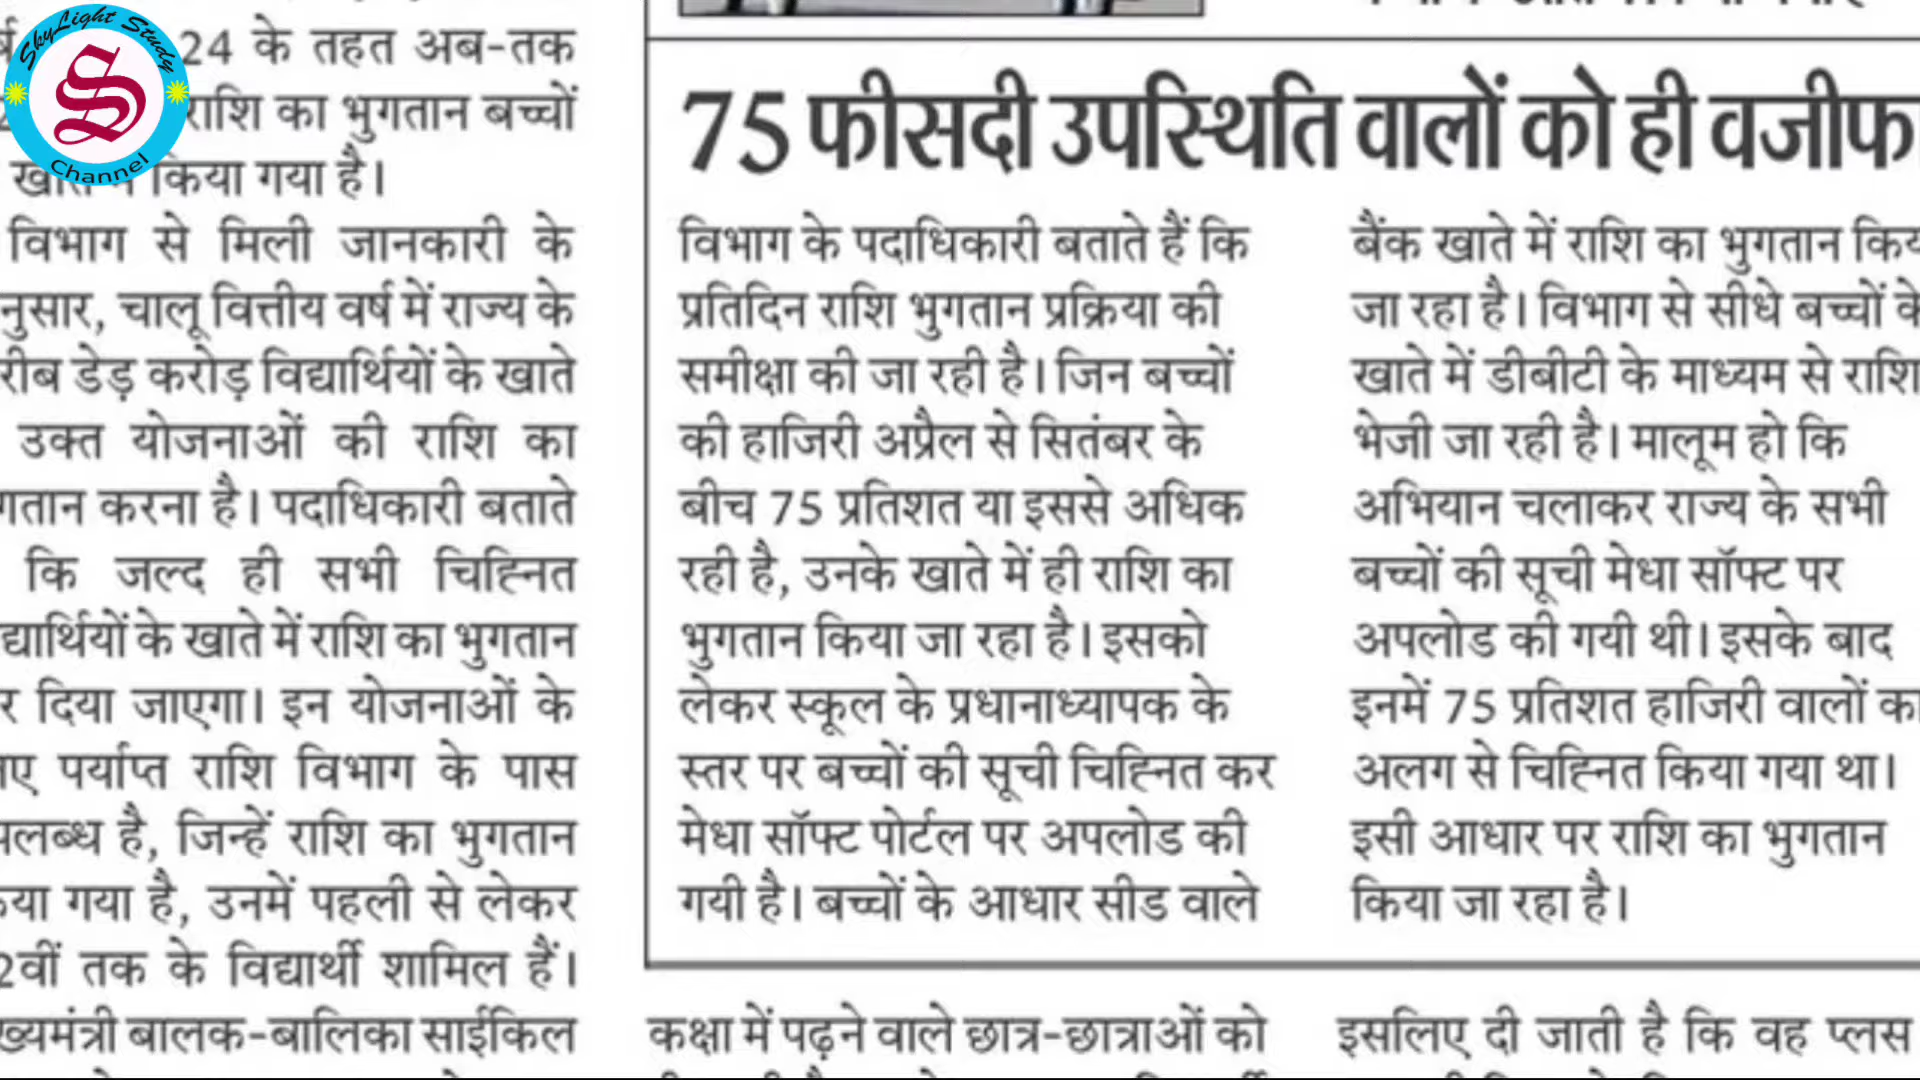 SkyLight Study
Channel
24 के तहत अब-तक
राशि का भुगतान बच्चों
किया गया है।
विभाग से मिली जानकारी के
नुसार, चालू वित्तीय वर्ष में राज्य के
रीब डेड़ करोड़ विद्यार्थियों के खाते
उक्त योजनाओं की राशि का
गतान करना है। पदाधिकारी बताते
कि जल्द ही सभी चिह्नित
द्यार्थियों के खाते में राशि का भुगतान
र दिया जाएगा। इन योजनाओं के
ए पर्याप्त राशि विभाग के पास
लब्ध है, जिन्हें राशि का भुगतान
या गया है, उनमें पहली से लेकर
2वीं तक के विद्यार्थी शामिल हैं।
ख्यमंत्री बालक-बालिका साईकिल
75 फीसदी उपस्थिति वालों को ही वजीफ
विभाग के पदाधिकारी बताते हैं कि
प्रतिदिन राशि भुगतान प्रक्रिया की
समीक्षा की जा रही है। जिन बच्चों
की हाजिरी अप्रैल से सितंबर के
बीच 75 प्रतिशत या इससे अधिक
रही है, उनके खाते में ही राशि का
भुगतान किया जा रहा है। इसको
लेकर स्कूल के प्रधानाध्यापक के
स्तर पर बच्चों की सूची चिह्नित कर
मेधा सॉफ्ट पोर्टल पर अपलोड की
गयी है। बच्चों के आधार सीड वाले
बैंक खाते में राशि का भुगतान किय
जा रहा है। विभाग से सीधे बच्चों के
खाते में डीबीटी के माध्यम से राशि
भेजी जा रही है। मालूम हो कि
अभियान चलाकर राज्य के सभी
बच्चों की सूची मेधा सॉफ्ट पर
अपलोड की गयी थी। इसके बाद
इनमें 75 प्रतिशत हाजिरी वालों का
अलग से चिह्नित किया गया था।
इसी आधार पर राशि का भुगतान
किया जा रहा है।
कक्षा में पढ़ने वाले छात्र-छात्राओं को
इसलिए दी जाती है कि वह प्लस